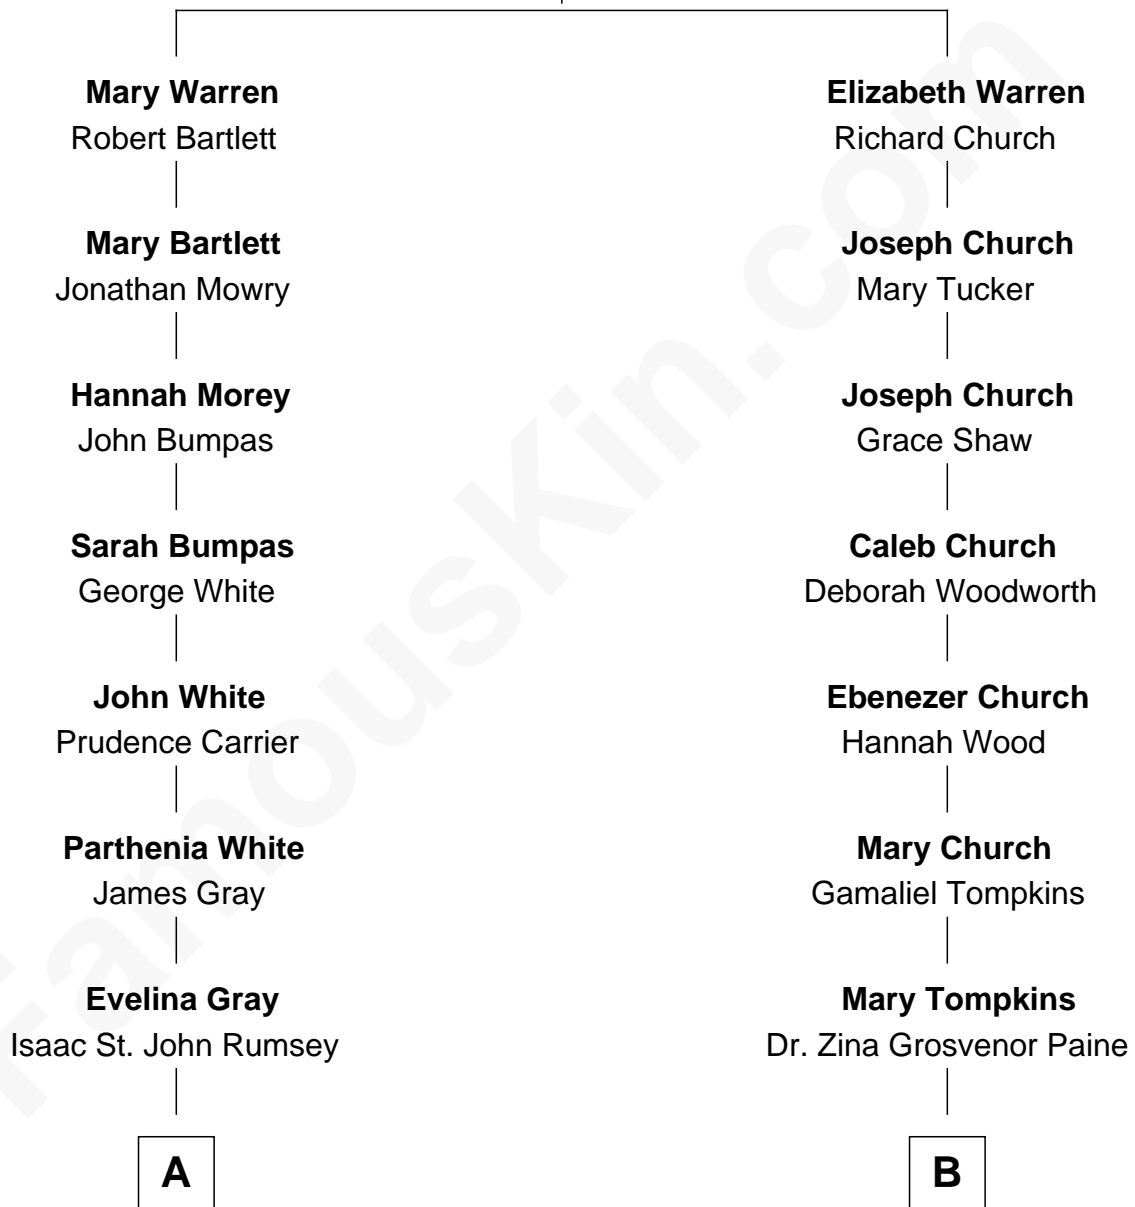 Mary Warren
Robert Bartlett
Elizabeth Warren
Richard Church
Mary Bartlett
Jonathan Mowry
Joseph Church
Mary Tucker
Hannah Morey
John Bumpas
Joseph Church
Grace Shaw
Sarah Bumpas
George White
Caleb Church
Deborah Woodworth
John White
Prudence Carrier
Ebenezer Church
Hannah Wood
Parthenia White
James Gray
Mary Church
Gamaliel Tompkins
Evelina Gray
Isaac St. John Rumsey
Mary Tompkins
Dr. Zina Grosvenor Paine
A
B
FamousKin.com